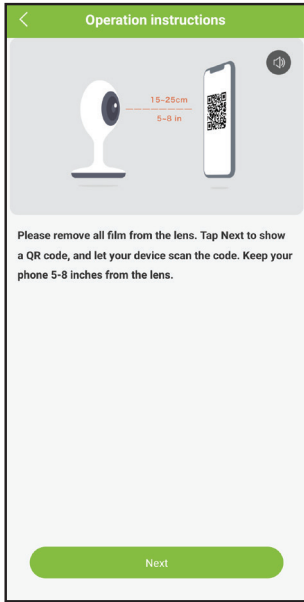 Operation instructions
15-25cm
5-8 in
Please remove all film from the lens. Tap Next to show
a QR code, and let your device scan the code. Keep your
phone 5-8 inches from the lens.
Next